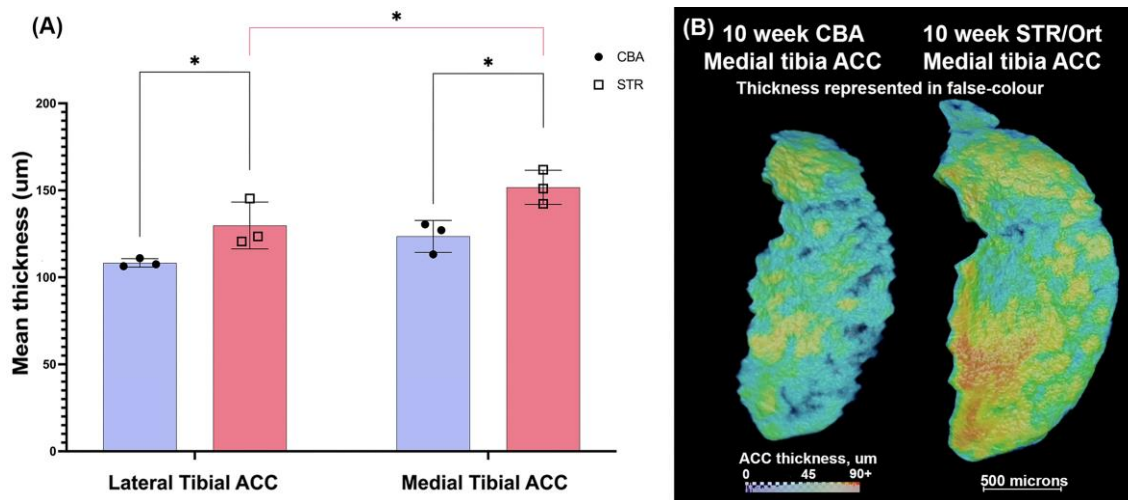 (A)
*
*
*
CBA
STR
Mean thickness (um)
200
150
100
50
0
Lateral Tibial ACC
Medial Tibial ACC
(B) 10 week CBA
Medial tibia ACC
10 week STR/Ort
Medial tibia ACC
Thickness represented in false-colour
ACC thickness, um
0 45 90+
500 microns